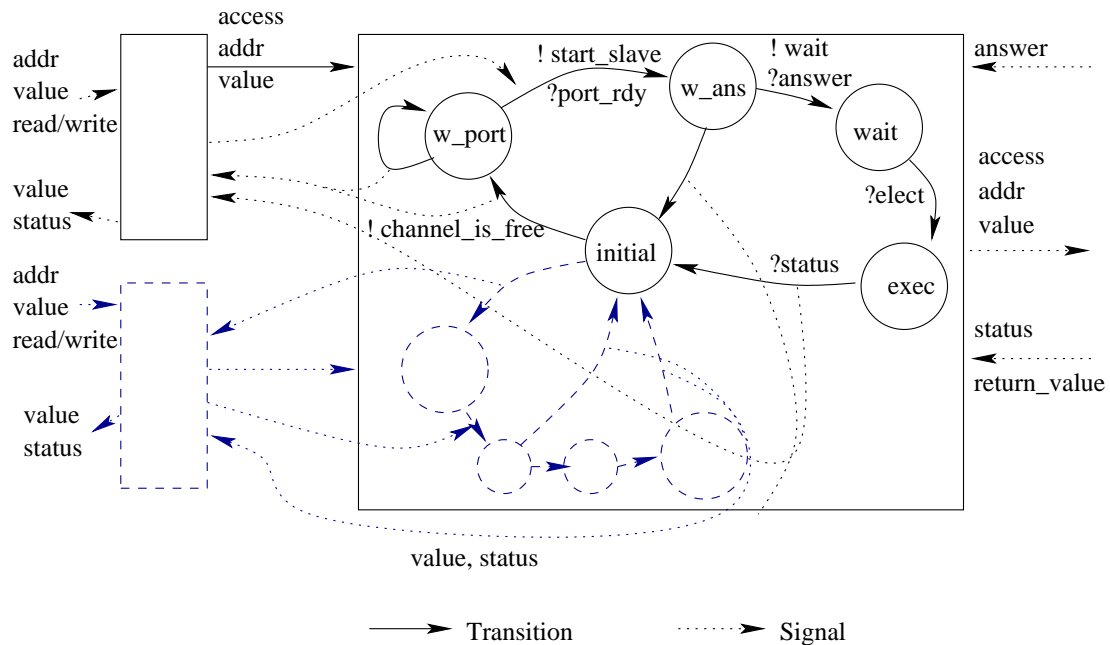 access
addr
value
addr
value
read/write
value
status
! start_slave
?port_rdy
w_port
w_ans
! wait
?answer
wait
?elect
! channel_is_free
initial
?status
exec
answer
access
addr
value
status
return_value
addr
value
read/write
value
status
value, status
Transition
Signal